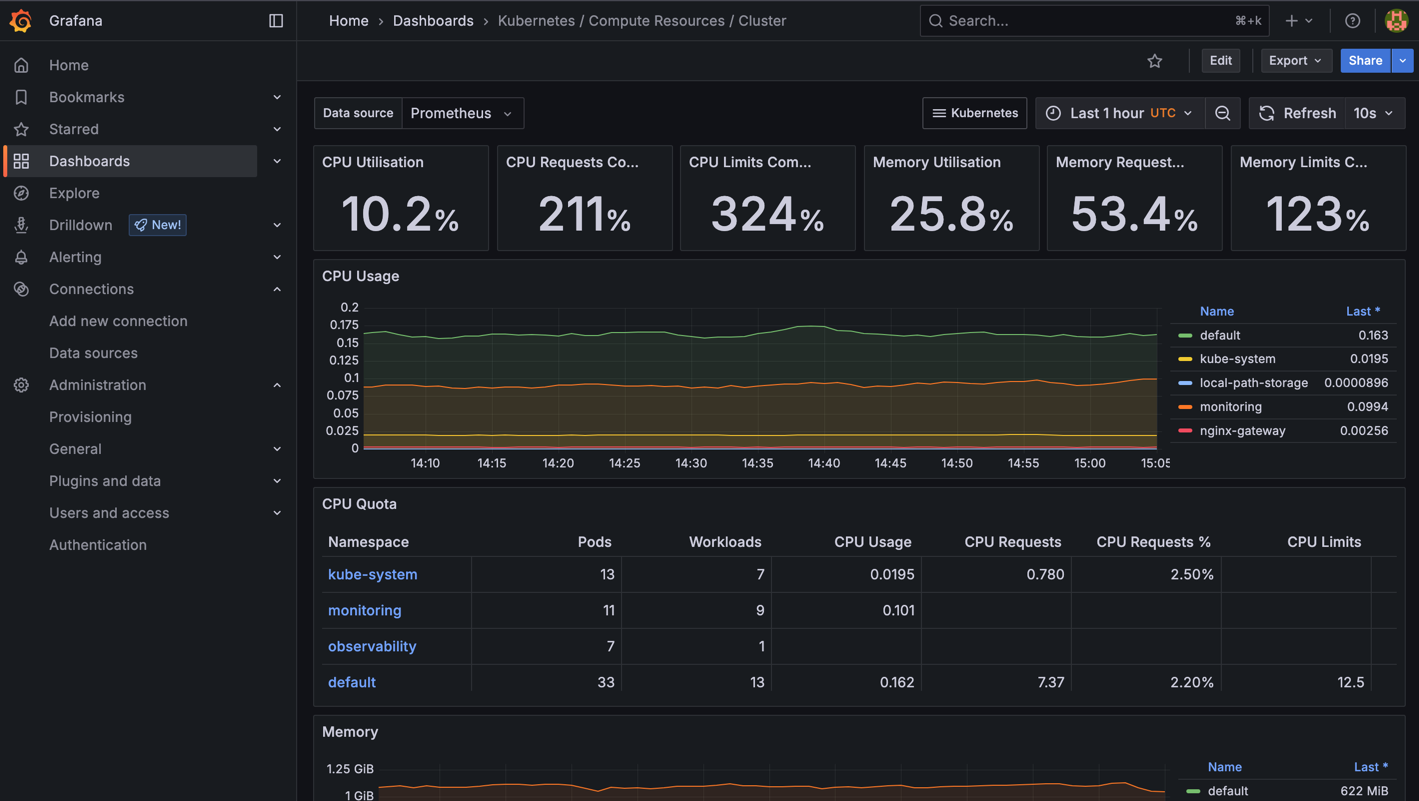 Grafana
Home › Dashboards › Kubernetes / Compute Resources / Cluster
Search...
⌘+k
Home
Bookmarks
Starred
Dashboards
Explore
Drilldown New!
Alerting
Connections
Add new connection
Data sources
Administration
Provisioning
General
Plugins and data
Users and access
Authentication
Edit
Export
Share
Data source Prometheus
Kubernetes
Last 1 hour UTC
Refresh 10s
CPU Utilisation
10.2%
CPU Requests Co...
211%
CPU Limits Com...
324%
Memory Utilisation
25.8%
Memory Request...
53.4%
Memory Limits C...
123%
CPU Usage
0.2
0.175
0.15
0.125
0.1
0.075
0.05
0.025
0
14:10 14:15 14:20 14:25 14:30 14:35 14:40 14:45 14:50 14:55 15:00 15:05
Name Last *
default 0.163
kube-system 0.0195
local-path-storage 0.0000896
monitoring 0.0994
nginx-gateway 0.00256
CPU Quota
Namespace Pods Workloads CPU Usage CPU Requests CPU Requests % CPU Limits
kube-system 13 7 0.0195 0.780 2.50%
monitoring 11 9 0.101
observability 7 1
default 33 13 0.162 7.37 2.20% 12.5
Memory
1.25 GiB
1 GiB
Name Last *
default 622 MiB